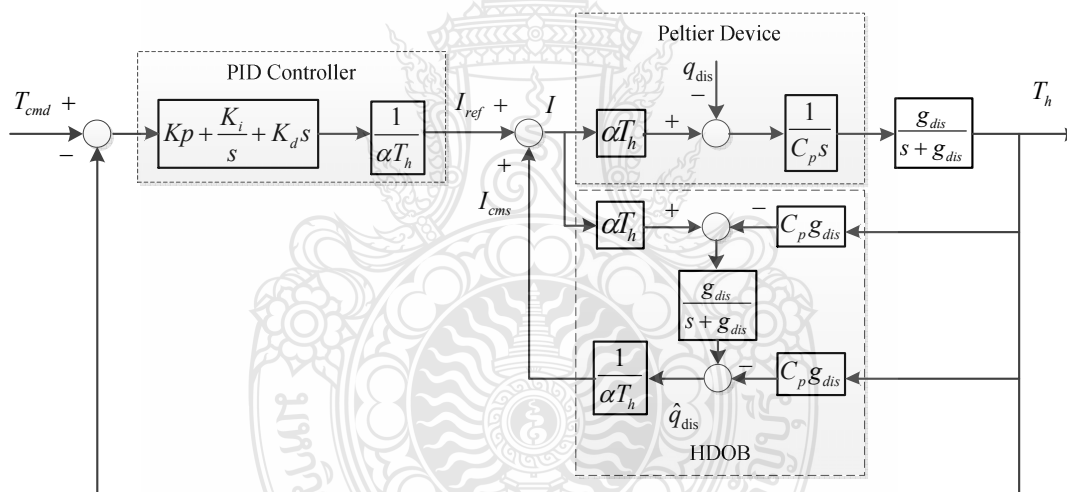 Peltier Device
PID Controller
q_dis
−
T_cmd +
−
Kp + K_i/s + K_d s
1/(αT_h)
I_ref +
I
+
I_cms
αT_h
+
1/(C_p s)
g_dis/(s + g_dis)
T_h
αT_h
+
−
C_p g_dis
g_dis/(s + g_dis)
1/(αT_h)
q̂_dis
−
C_p g_dis
HDOB